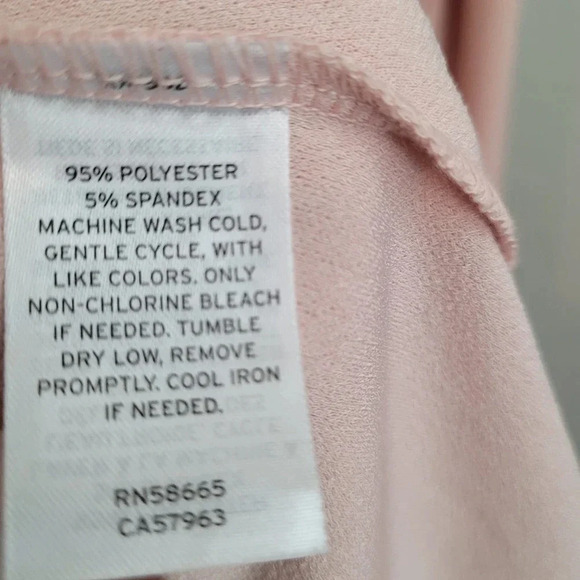 95% POLYESTER
5% SPANDEX
MACHINE WASH COLD,
GENTLE CYCLE, WITH
LIKE COLORS. ONLY
NON-CHLORINE BLEACH
IF NEEDED. TUMBLE
DRY LOW, REMOVE
PROMPTLY. COOL IRON
IF NEEDED.
RN58665
CA57963